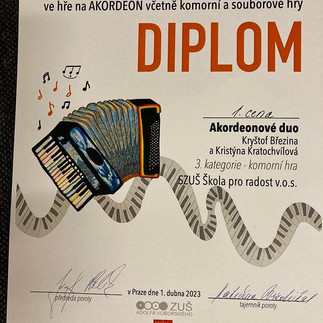 ve hře na AKORDEON včetně komorní a souborové hry
DIPLOM
1. cena
Akordeonové duo
Kryštof Březina
a Kristýna Kratochvílová
3. kategorie - komorní hra
SZUŠ Škola pro radost v.o.s.
předseda poroty
v Praze dne 1. dubna 2023
ZUŠ
ADOLFA VOBORSKÉHO
tajemník poroty